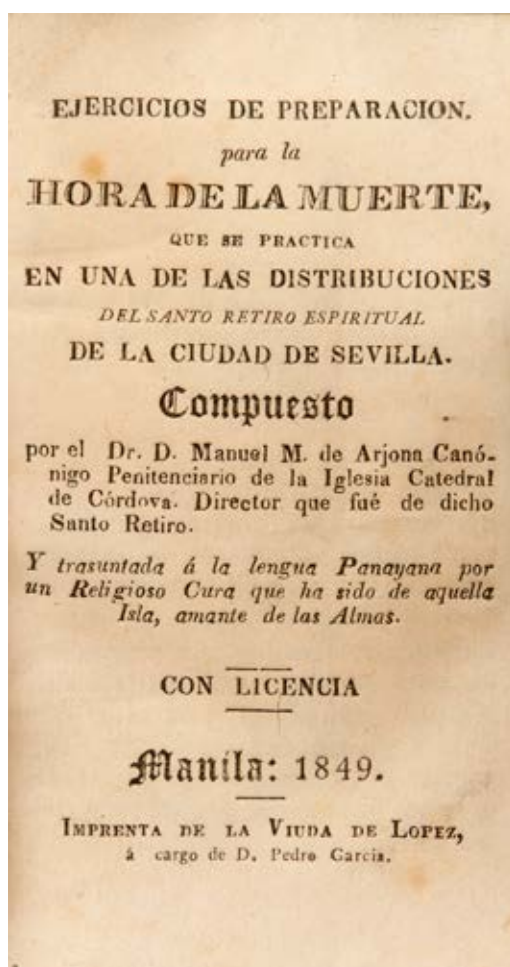 EJERCICIOS DE PREPARACION.
para la
HORA DE LA MUERTE,
QUE SE PRACTICA
EN UNA DE LAS DISTRIBUCIONES
DEL SANTO RETIRO ESPIRITUAL
DE LA CIUDAD DE SEVILLA.
Compuesto
por el Dr. D. Manuel M. de Arjona Canó-
nigo Penitenciario de la Iglesia Catedral
de Córdova. Director que fué de dicho
Santo Retiro.
Y trasuntada á la lengua Panayana por
un Religioso Cura que ha sido de aquella
Isla, amante de las Almas.
CON LICENCIA
Manila: 1849.
IMPRENTA DE LA VIUDA DE LOPEZ,
á cargo de D. Pedro Garcia.